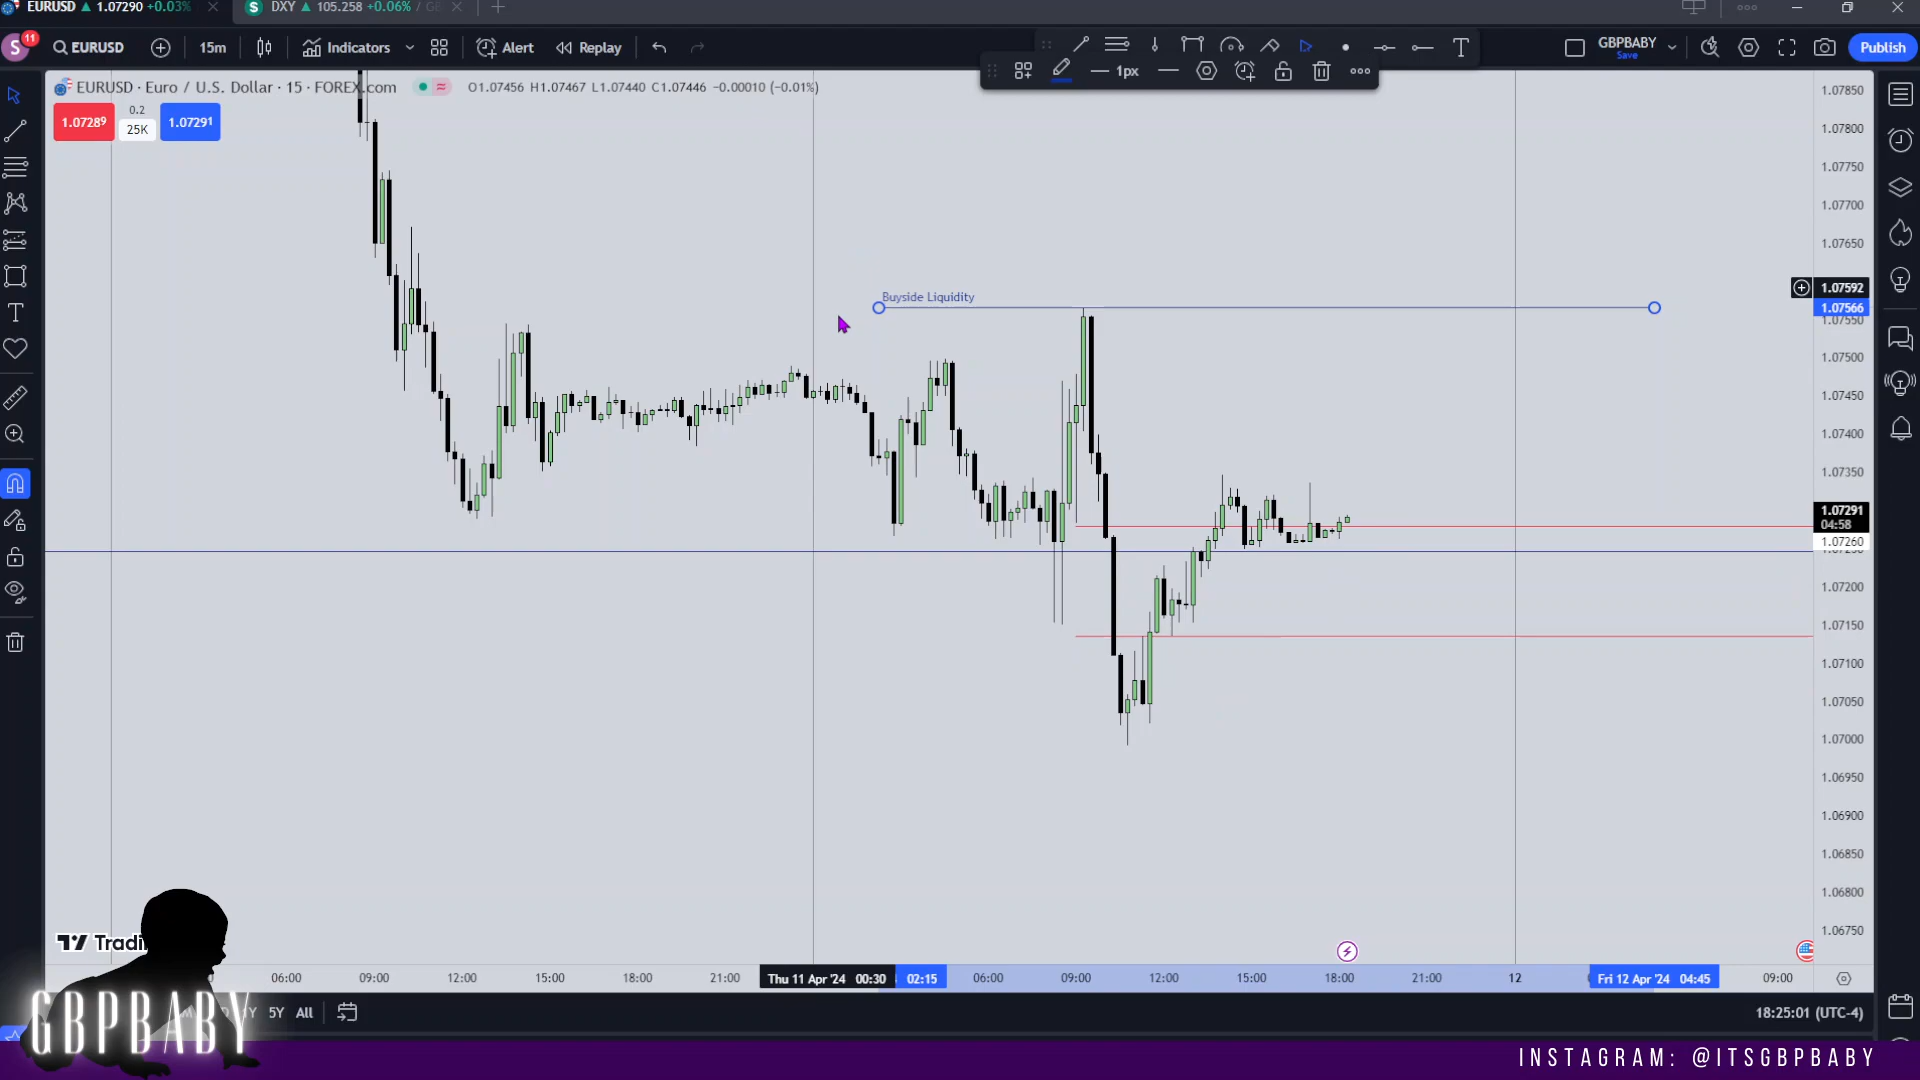 EURUSD ▲ 1.07290 +0.03%
DXY ▲ 105.258 +0.06% / GE
S 11
EURUSD
15m
Indicators
Alert
Replay
GBPBABY
Save
Publish
1px
EURUSD · Euro / U.S. Dollar · 15 · FOREX.com
O1.07456 H1.07467 L1.07440 C1.07446 −0.00010 (−0.01%)
1.07289
0.2
25K
1.07291
Buyside Liquidity
1.07850
1.07800
1.07750
1.07700
1.07650
1.07592
1.07566
1.07550
1.07500
1.07450
1.07400
1.07350
1.07291
04:58
1.07260
1.07200
1.07150
1.07100
1.07050
1.07000
1.06950
1.06900
1.06850
1.06800
1.06750
Tradi
06:00
09:00
12:00
15:00
18:00
21:00
Thu 11 Apr '24 00:30
02:15
06:00
09:00
12:00
15:00
18:00
21:00
12
Fri 12 Apr '24 04:45
09:00
5Y
All
18:25:01 (UTC-4)
GBPBABY
INSTAGRAM: @ITSGBPBABY